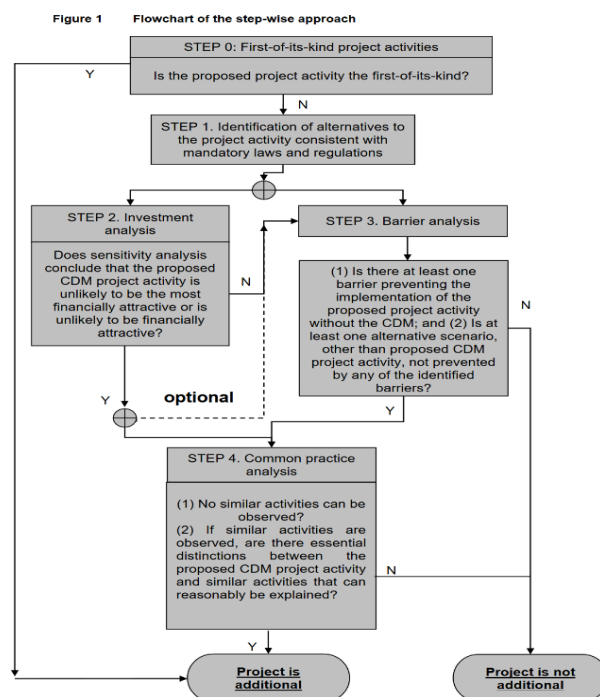 Figure 1 Flowchart of the step-wise approach
STEP 0: First-of-its-kind project activities
Is the proposed project activity the first-of-its-kind?
Y
N
STEP 1. Identification of alternatives to
the project activity consistent with
mandatory laws and regulations
STEP 2. Investment
analysis
Does sensitivity analysis
conclude that the proposed
CDM project activity is
unlikely to be the most
financially attractive or is
unlikely to be financially
attractive?
N
Y
optional
STEP 3. Barrier analysis
(1) Is there at least one
barrier preventing the
implementation of the
proposed project activity
without the CDM; and (2) Is at
least one alternative scenario,
other than proposed CDM
project activity, not prevented
by any of the identified
barriers?
N
Y
STEP 4. Common practice
analysis
(1) No similar activities can be
observed?
(2) If similar activities are
observed, are there essential
distinctions between the
proposed CDM project activity
and similar activities that can
reasonably be explained?
N
Y
Project is
additional
Project is not
additional